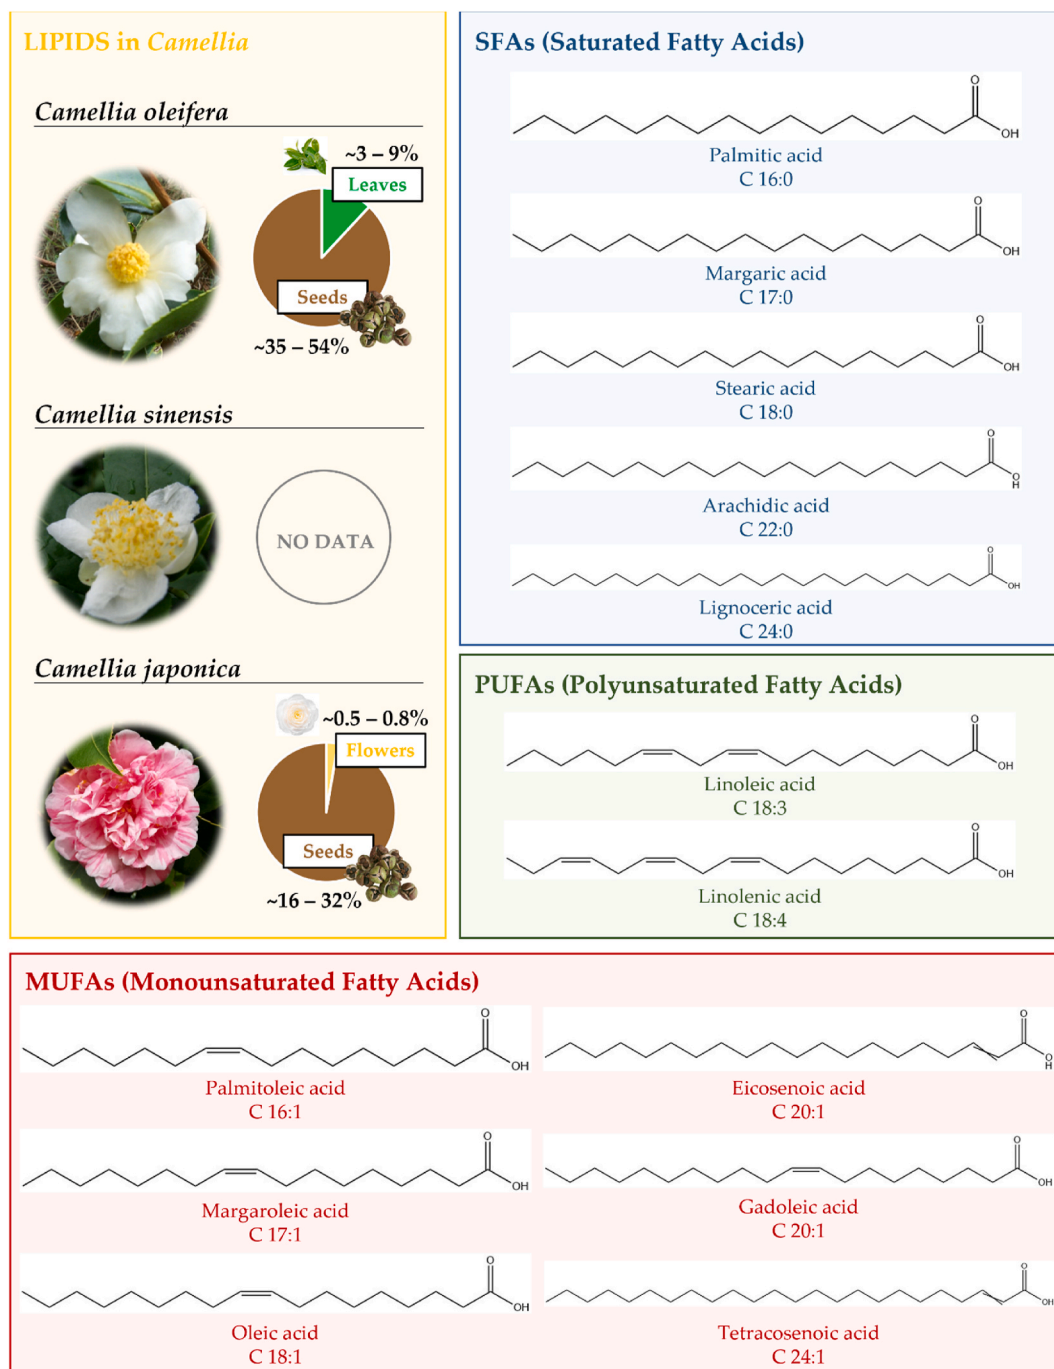 LIPIDS in Camellia
Camellia oleifera
~3 – 9%
Leaves
Seeds
~35 – 54%
Camellia sinensis
NO DATA
Camellia japonica
~0.5 – 0.8%
Flowers
Seeds
~16 – 32%
SFAs (Saturated Fatty Acids)
O
OH
Palmitic acid
C 16:0
O
OH
Margaric acid
C 17:0
O
OH
Stearic acid
C 18:0
O
O
H
Arachidic acid
C 22:0
O
OH
Lignoceric acid
C 24:0
PUFAs (Polyunsaturated Fatty Acids)
O
OH
Linoleic acid
C 18:3
O
OH
Linolenic acid
C 18:4
MUFAs (Monounsaturated Fatty Acids)
O
OH
Palmitoleic acid
C 16:1
O
O
H
Eicosenoic acid
C 20:1
O
OH
Margaroleic acid
C 17:1
O
OH
Gadoleic acid
C 20:1
O
OH
Oleic acid
C 18:1
O
OH
Tetracosenoic acid
C 24:1